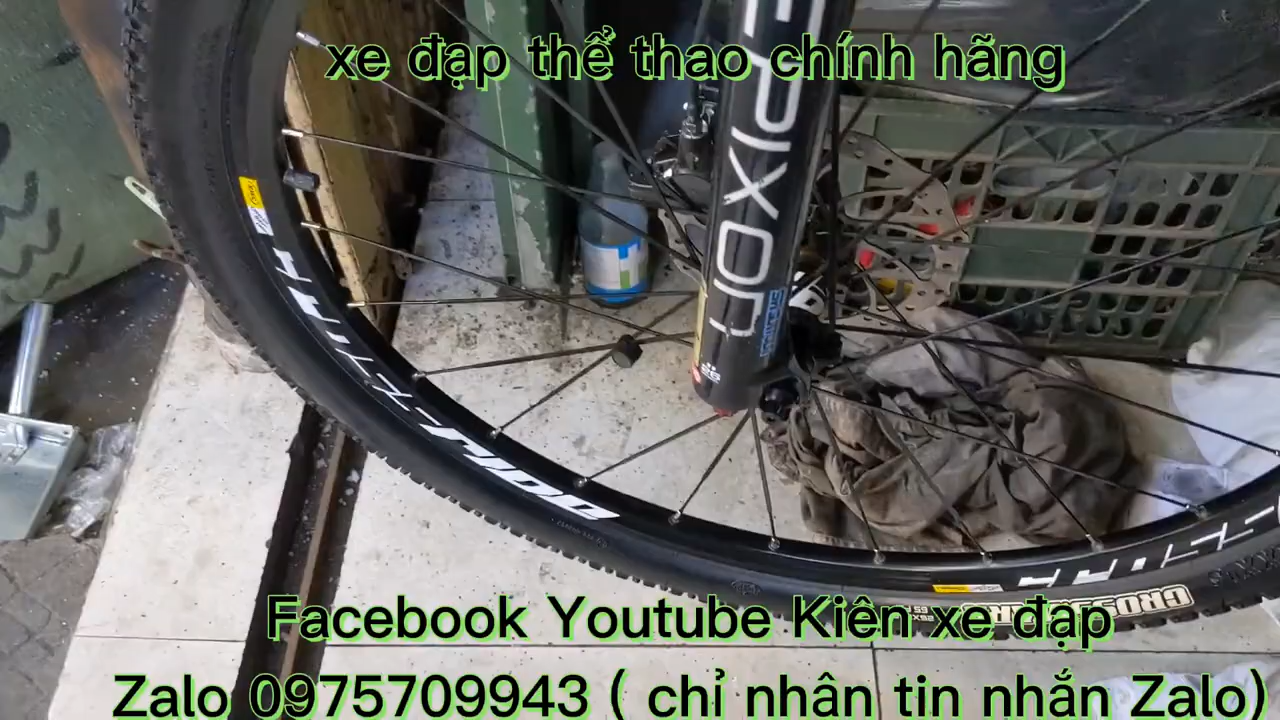 xe đạp thể thao chính hãng
EPIXON
Facebook Youtube Kiên xe đạp
Zalo 0975709943 ( chỉ nhân tin nhắn Zalo)